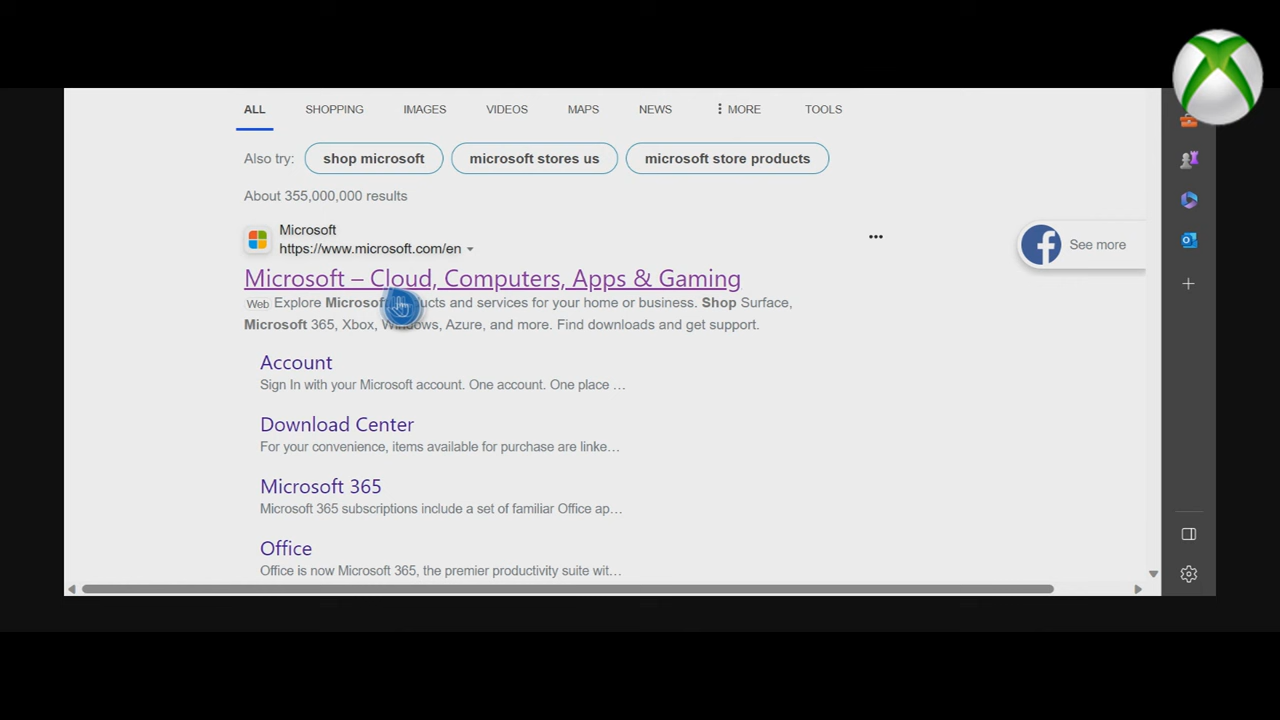 ALL SHOPPING IMAGES VIDEOS MAPS NEWS MORE TOOLS
Also try: shop microsoft microsoft stores us microsoft store products
About 355,000,000 results
Microsoft
https://www.microsoft.com/en
See more
Microsoft – Cloud, Computers, Apps & Gaming
Web Explore Microsoft products and services for your home or business. Shop Surface,
Microsoft 365, Xbox, Windows, Azure, and more. Find downloads and get support.
Account
Sign In with your Microsoft account. One account. One place …
Download Center
For your convenience, items available for purchase are linke…
Microsoft 365
Microsoft 365 subscriptions include a set of familiar Office ap…
Office
Office is now Microsoft 365, the premier productivity suite wit…